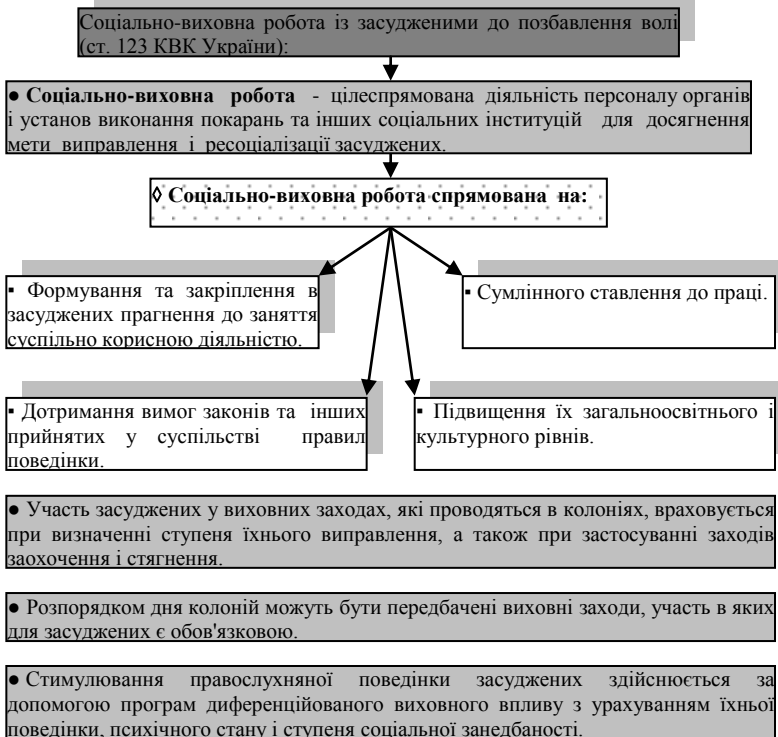 Соціально-виховна робота із засудженими до позбавлення волі
(ст. 123 КВК України):
● Соціально-виховна робота - цілеспрямована діяльність персоналу органів
і установ виконання покарань та інших соціальних інституцій для досягнення
мети виправлення і ресоціалізації засуджених.
◊ Соціально-виховна робота спрямована на:
▪ Формування та закріплення в
засуджених прагнення до заняття
суспільно корисною діяльністю.
▪ Сумлінного ставлення до праці.
▪ Дотримання вимог законів та інших
прийнятих у суспільстві правил
поведінки.
▪ Підвищення їх загальноосвітнього і
культурного рівнів.
● Участь засуджених у виховних заходах, які проводяться в колоніях, враховується
при визначенні ступеня їхнього виправлення, а також при застосуванні заходів
заохочення і стягнення.
● Розпорядком дня колоній можуть бути передбачені виховні заходи, участь в яких
для засуджених є обов'язковою.
● Стимулювання правослухняної поведінки засуджених здійснюється за
допомогою програм диференційованого виховного впливу з урахуванням їхньої
поведінки, психічного стану і ступеня соціальної занедбаності.